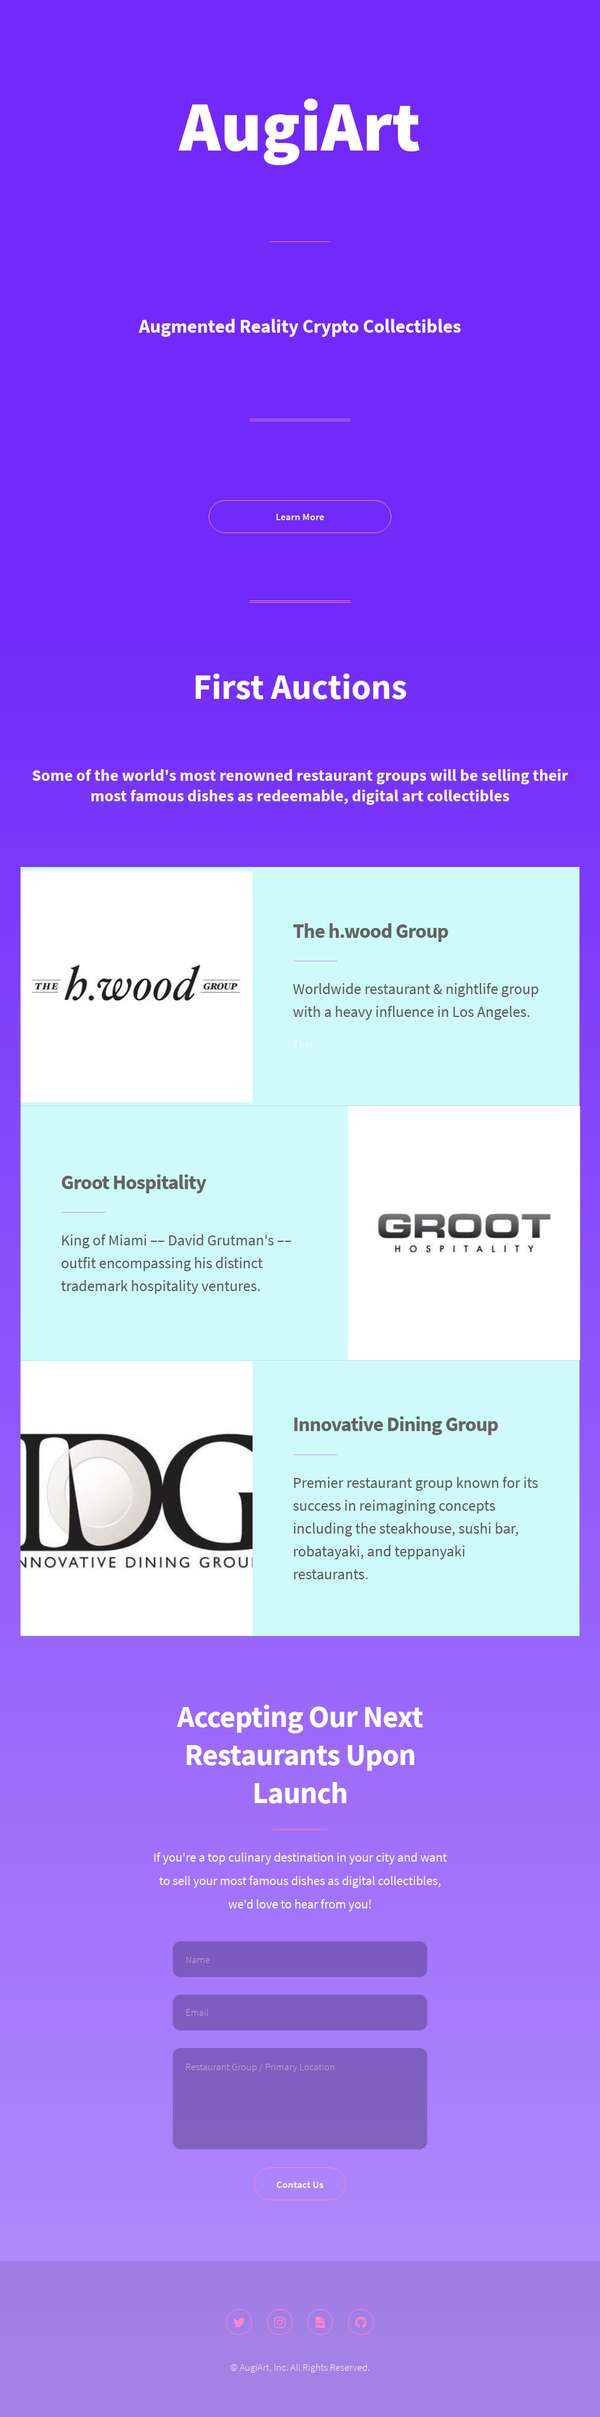 AugiArt
Augmented Reality Crypto Collectibles
Learn More
First Auctions
Some of the world's most renowned restaurant groups will be selling their
most famous dishes as redeemable, digital art collectibles
THE h.wood GROUP
The h.wood Group
Worldwide restaurant & nightlife group
with a heavy influence in Los Angeles.
Groot Hospitality
King of Miami –– David Grutman's ––
outfit encompassing his distinct
trademark hospitality ventures.
GROOT
HOSPITALITY
IDG
INNOVATIVE DINING GROUP
Innovative Dining Group
Premier restaurant group known for its
success in reimagining concepts
including the steakhouse, sushi bar,
robatayaki, and teppanyaki
restaurants.
Accepting Our Next
Restaurants Upon
Launch
If you're a top culinary destination in your city and want
to sell your most famous dishes as digital collectibles,
we'd love to hear from you!
Name
Email
Restaurant Group / Primary Location
Contact Us
© AugiArt, Inc. All Rights Reserved.